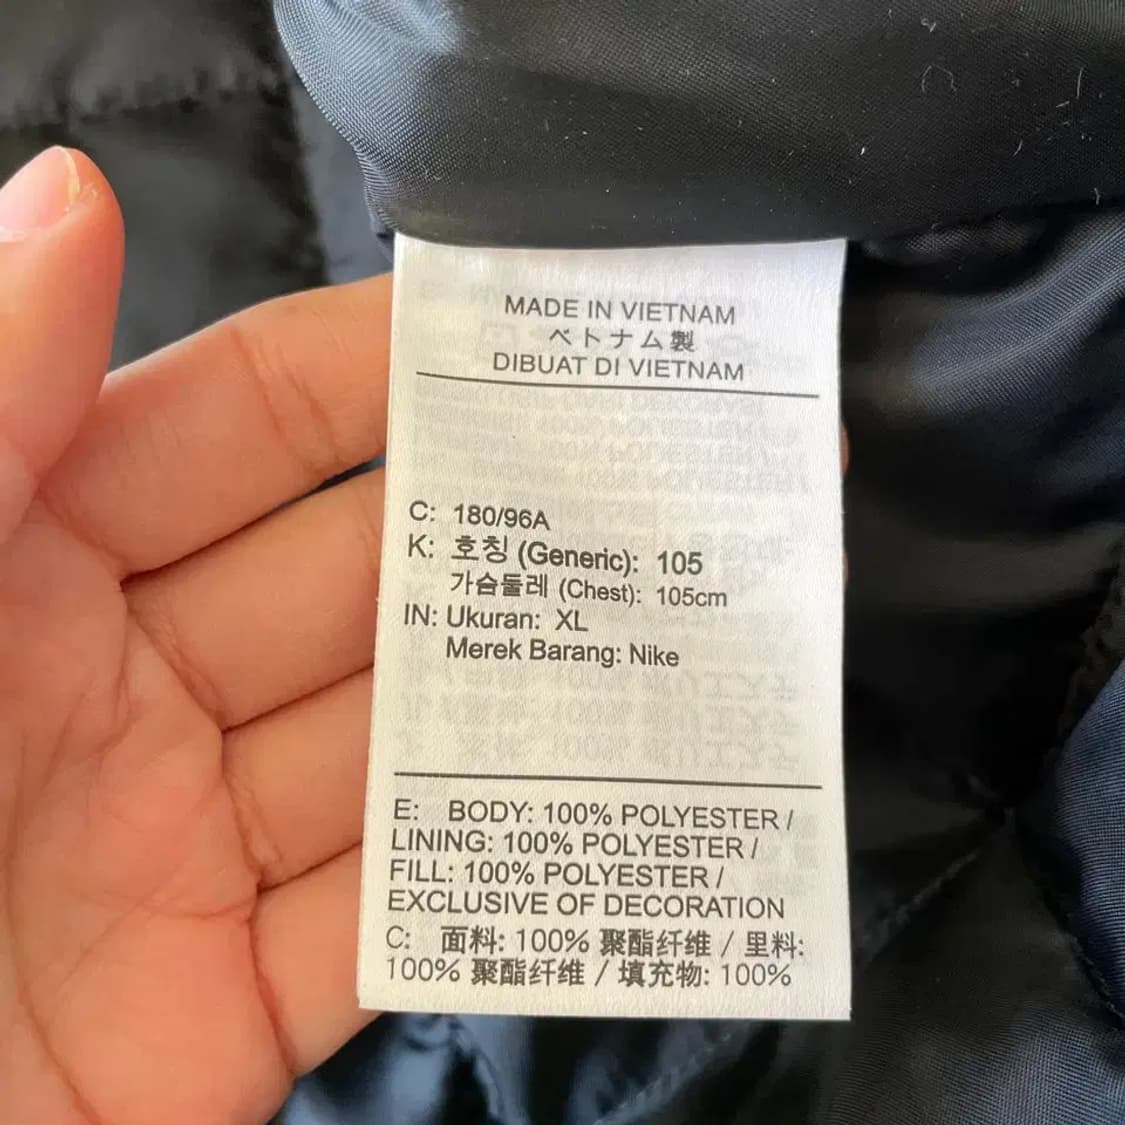 MADE IN VIETNAM
ベトナム製
DIBUAT DI VIETNAM
C: 180/96A
K: 호칭 (Generic): 105
가슴둘레 (Chest): 105cm
IN: Ukuran: XL
Merek Barang: Nike
E: BODY: 100% POLYESTER /
LINING: 100% POLYESTER /
FILL: 100% POLYESTER /
EXCLUSIVE OF DECORATION
C: 面料: 100% 聚酯纤维 / 里料:
100% 聚酯纤维 / 填充物: 100%